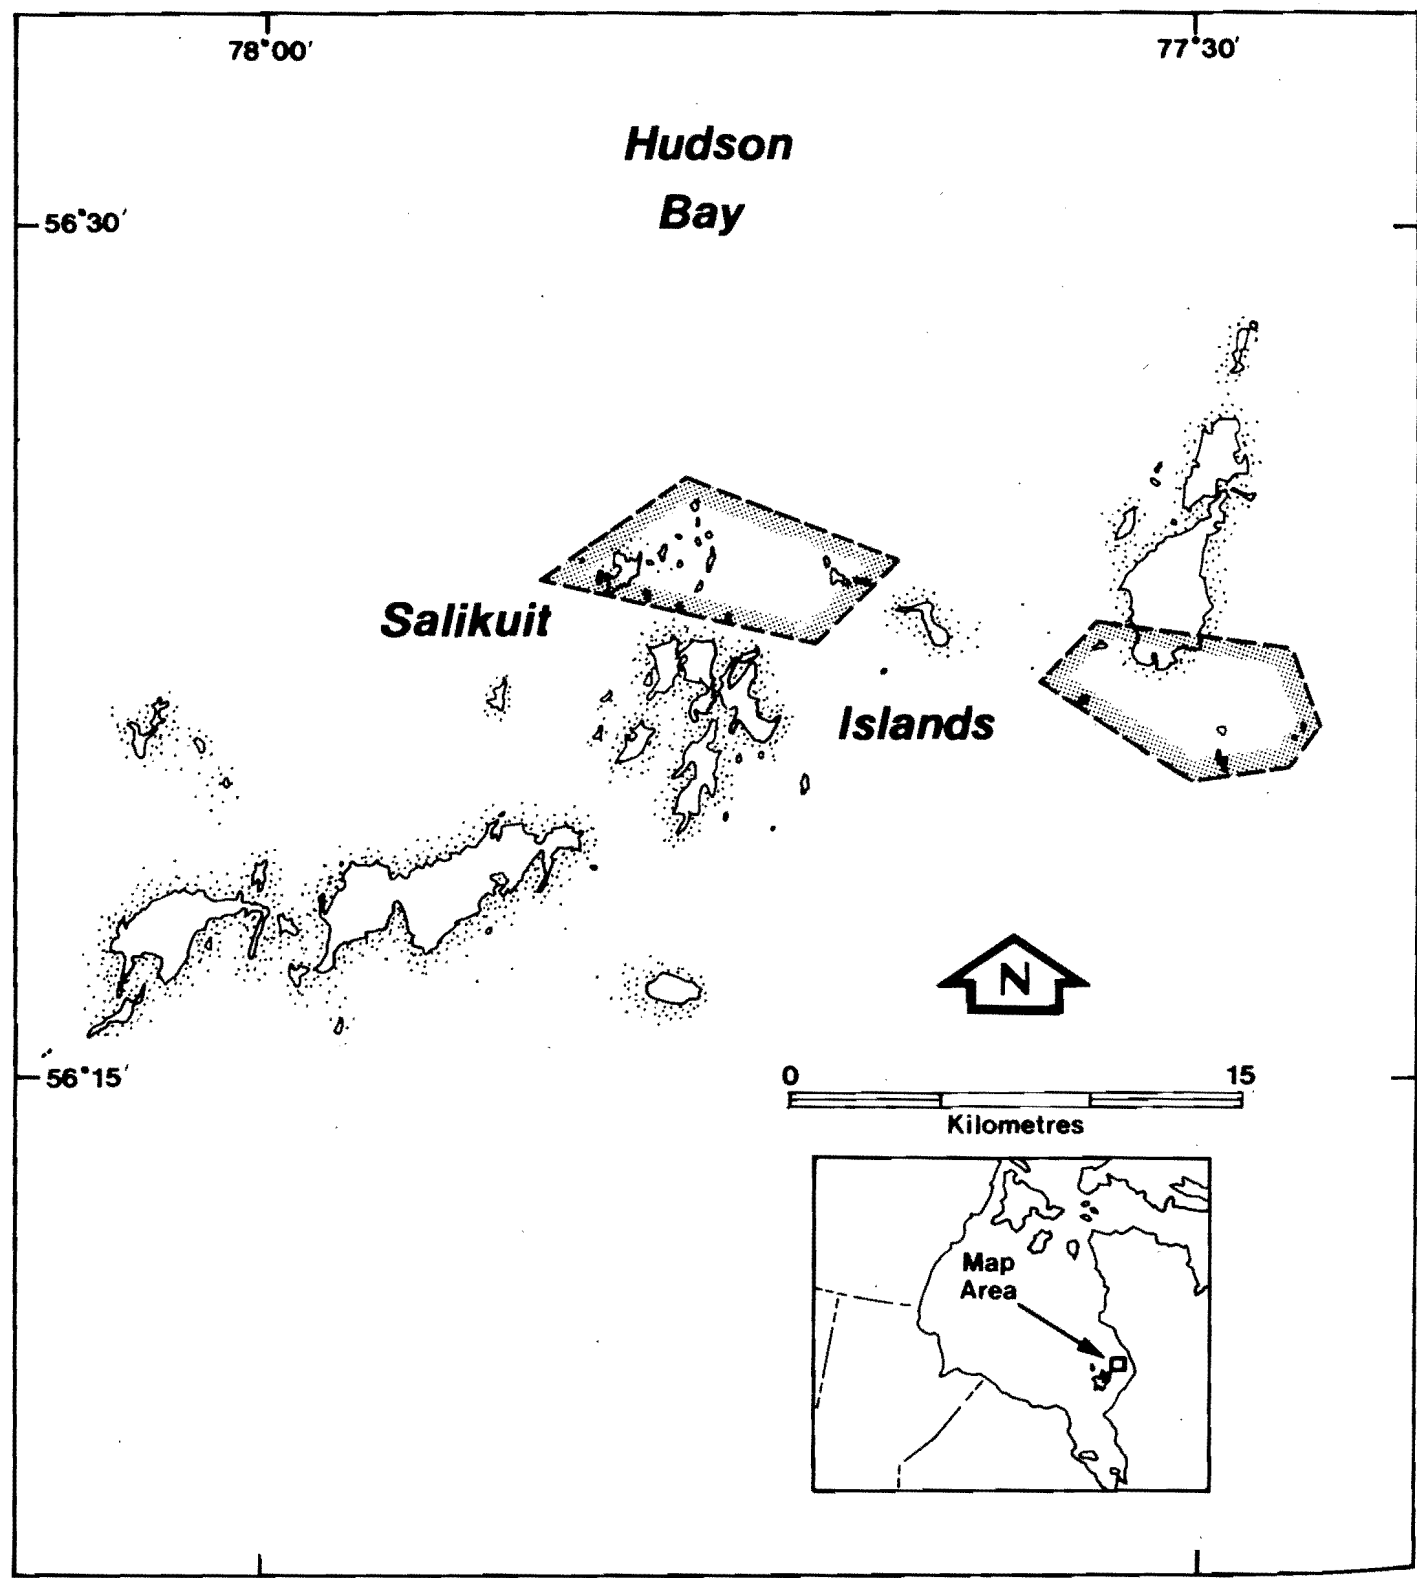 78°00′
77°30′
Hudson
Bay
56°30′
Salikuit
Islands
N
56°15′
0 15
Kilometres
Map
Area